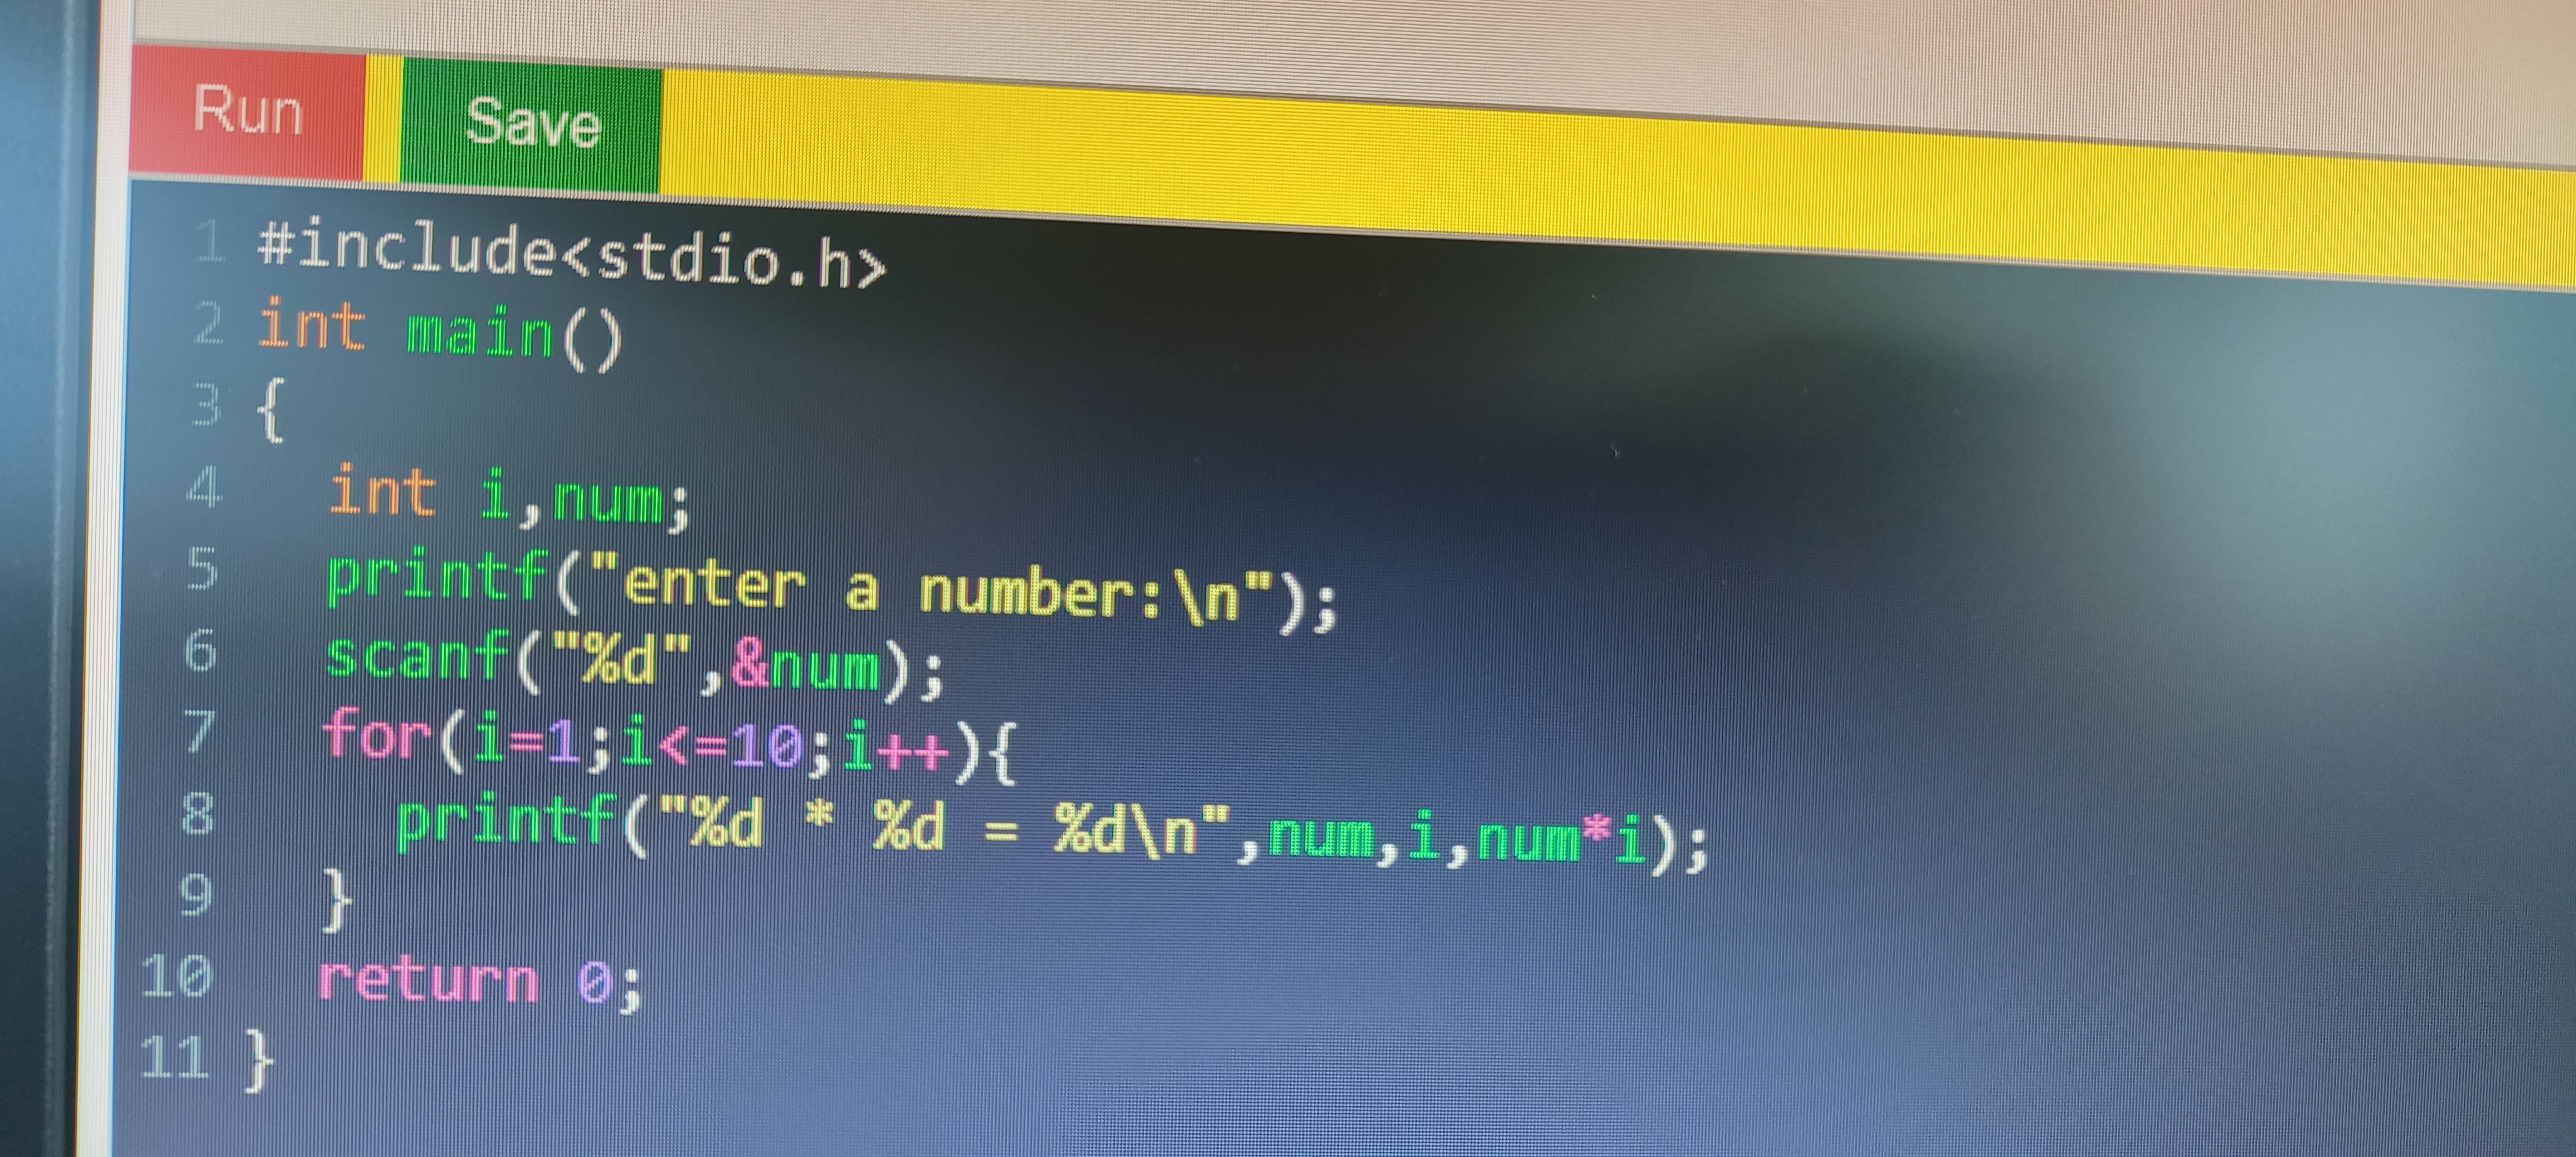 Run Save
1 #include<stdio.h>
2 int main()
3 {
4   int i,num;
5   printf("enter a number:\n");
6   scanf("%d",&num);
7   for(i=1;i<=10;i++){
8     printf("%d * %d = %d\n",num,i,num*i);
9   }
10   return 0;
11 }